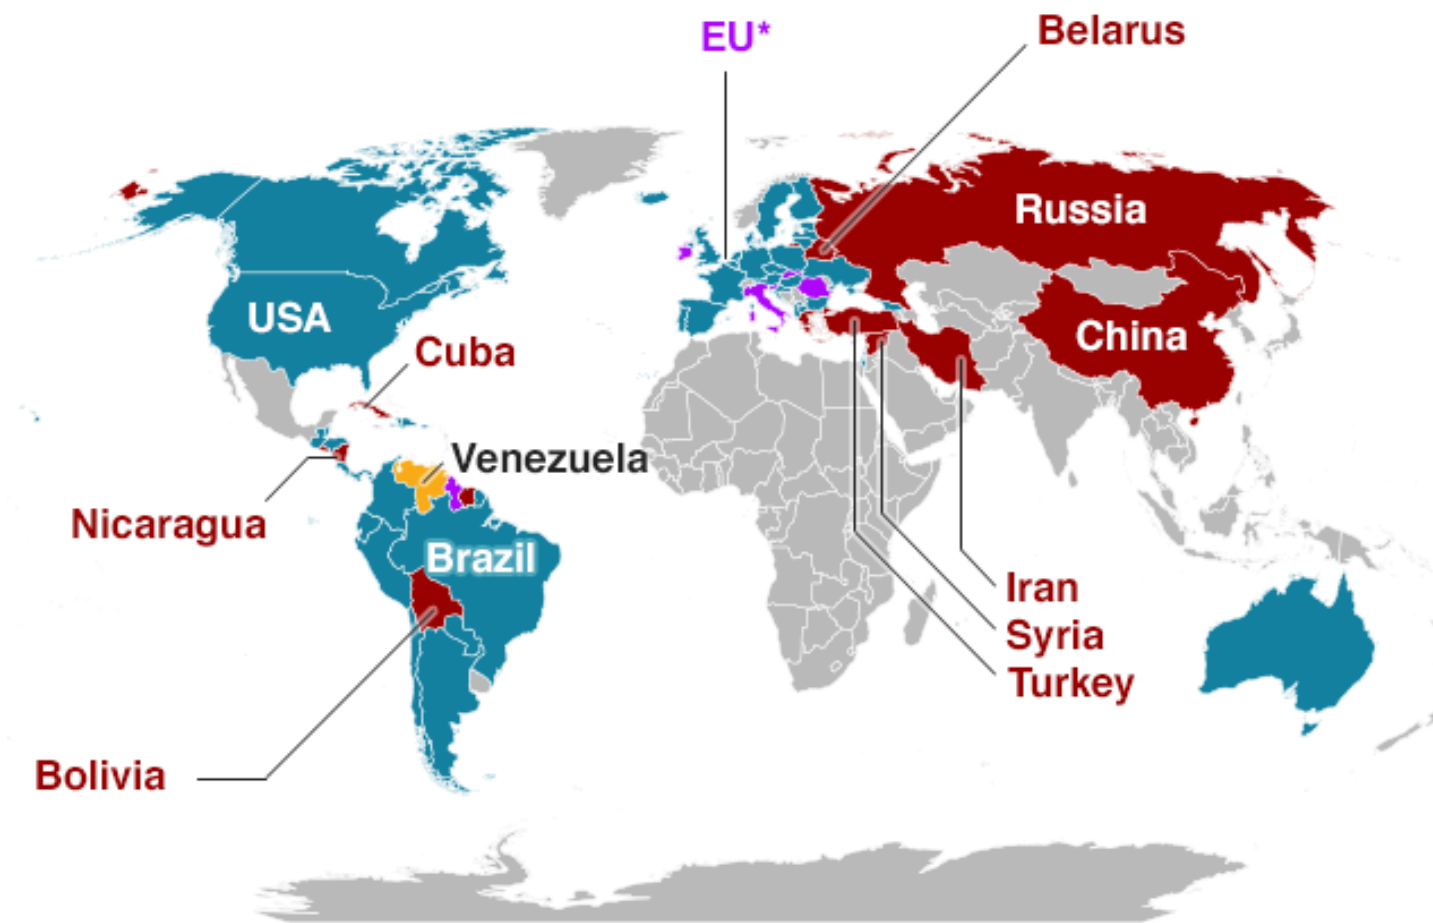 EU*
Belarus
Russia
USA
China
Cuba
Venezuela
Nicaragua
Brazil
Iran
Syria
Turkey
Bolivia